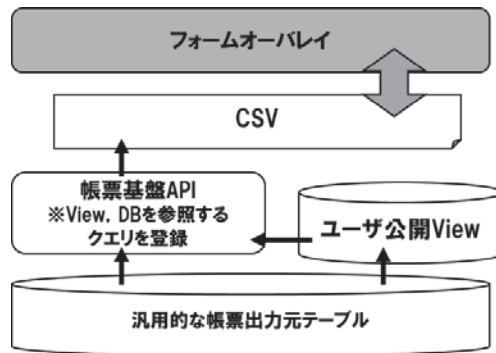 フォームオーバレイ
CSV
帳票基盤API
※View, DBを参照する
クエリを登録
ユーザ公開View
汎用的な帳票出力元テーブル